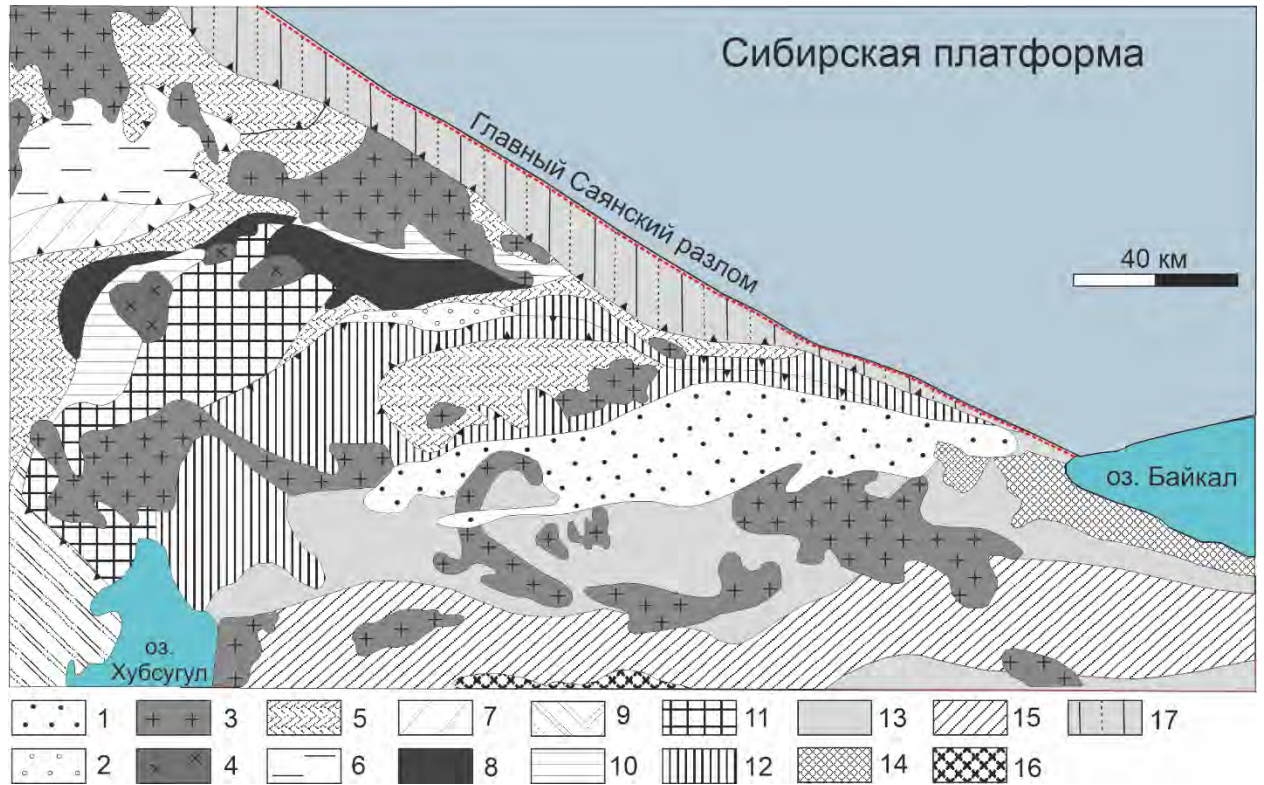 Сибирская платформа
Главный Саянский разлом
40 км
оз. Байкал
оз.
Хубсугул
1 3 5 7 9 11 13 15 17
2 4 6 8 10 12 14 16